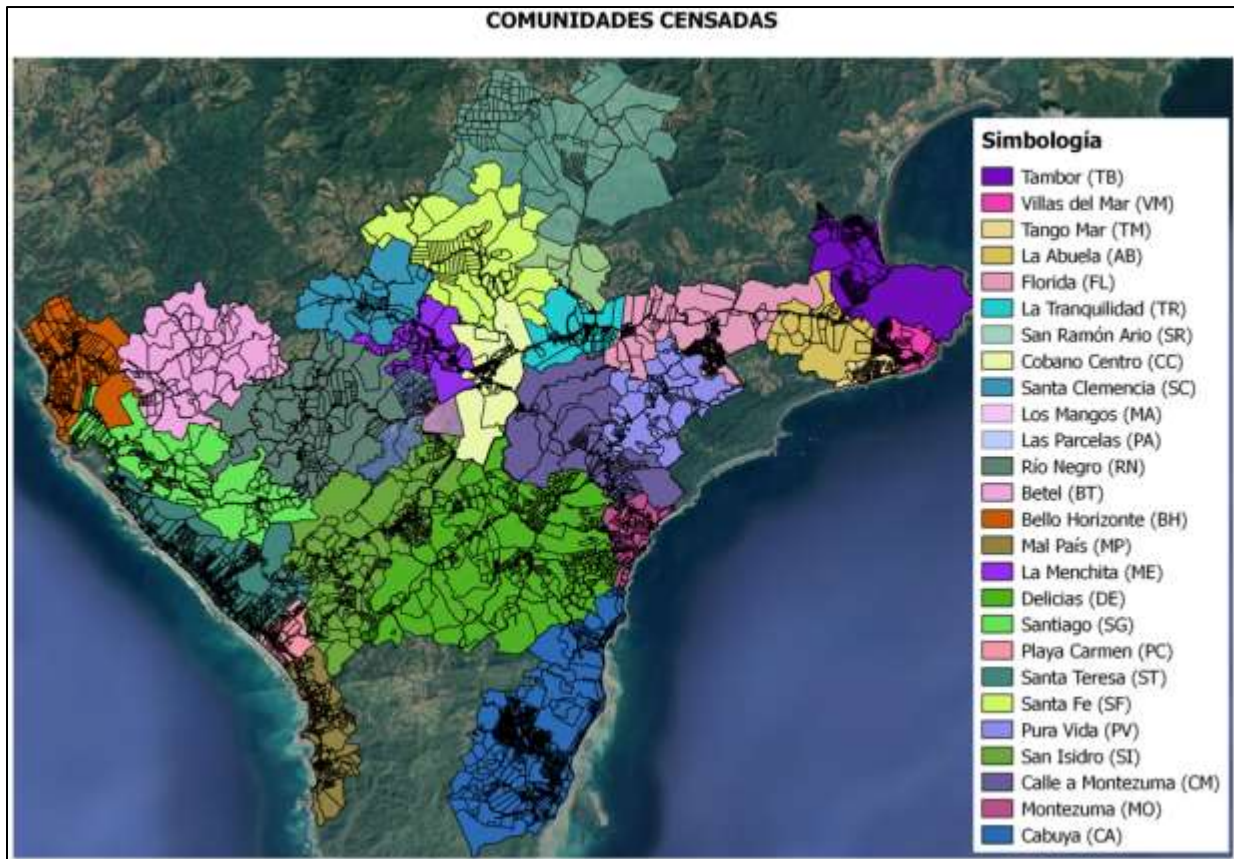 COMUNIDADES CENSADAS
Simbología
Tambor (TB)
Villas del Mar (VM)
Tango Mar (TM)
La Abuela (AB)
Florida (FL)
La Tranquilidad (TR)
San Ramón Ario (SR)
Cobano Centro (CC)
Santa Clemencia (SC)
Los Mangos (MA)
Las Parcelas (PA)
Río Negro (RN)
Betel (BT)
Bello Horizonte (BH)
Mal País (MP)
La Menchita (ME)
Delicias (DE)
Santiago (SG)
Playa Carmen (PC)
Santa Teresa (ST)
Santa Fe (SF)
Pura Vida (PV)
San Isidro (SI)
Calle a Montezuma (CM)
Montezuma (MO)
Cabuya (CA)